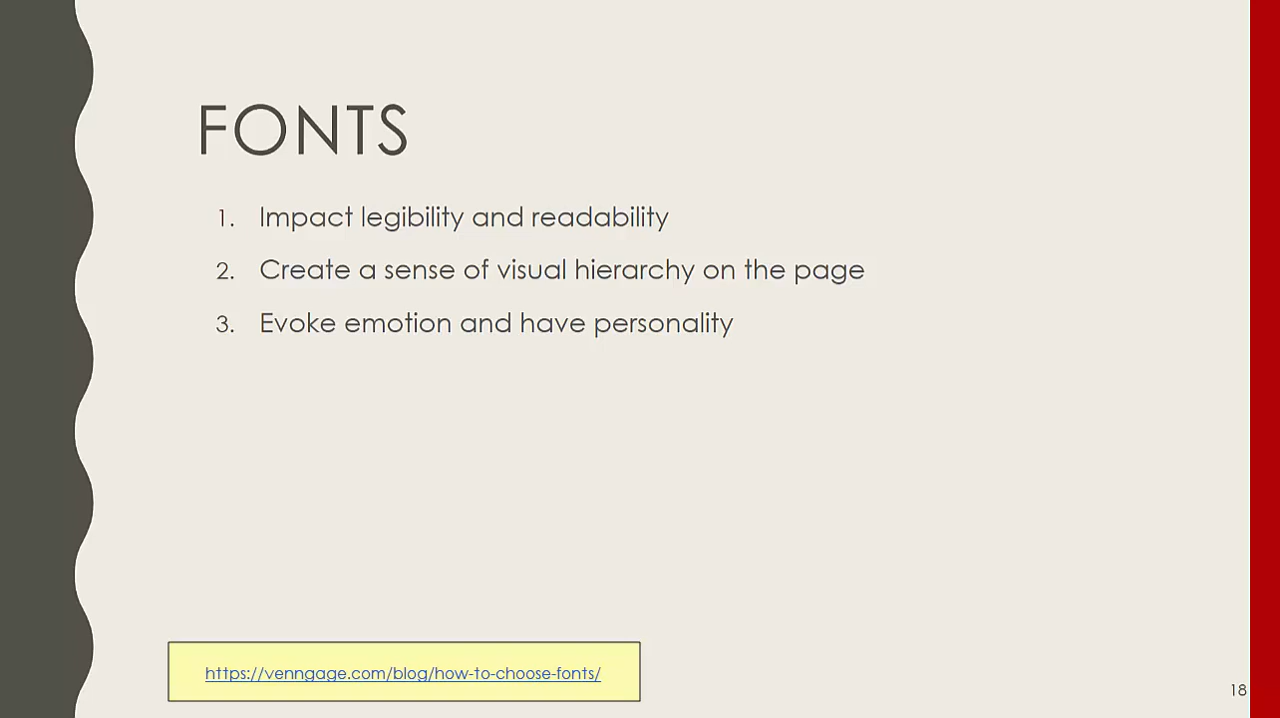 FONTS
1. Impact legibility and readability
2. Create a sense of visual hierarchy on the page
3. Evoke emotion and have personality
https://venngage.com/blog/how-to-choose-fonts/
18